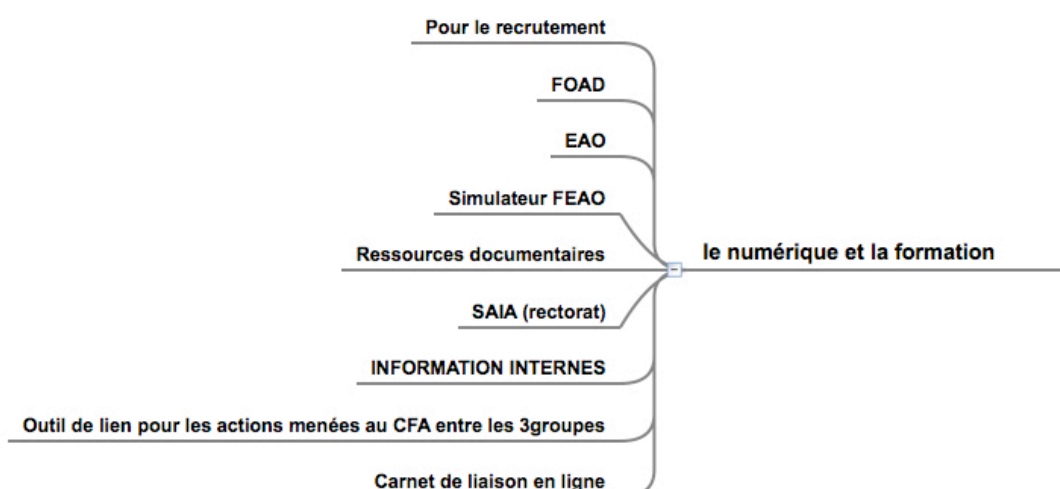 Pour le recrutement
FOAD
EAO
Simulateur FEAO
Ressources documentaires
le numérique et la formation
SAIA (rectorat)
INFORMATION INTERNES
Outil de lien pour les actions menées au CFA entre les 3groupes
Carnet de liaison en ligne